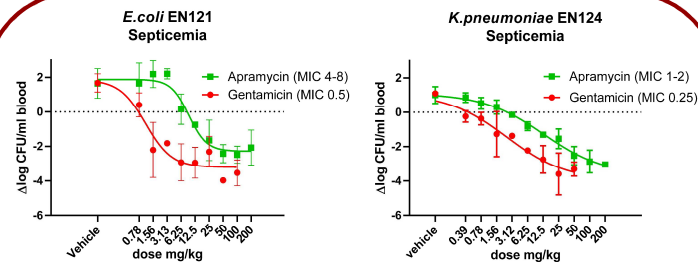 E.coli EN121
Septicemia
Δlog CFU/ml blood
2
0
-2
-4
-6
Apramycin (MIC 4-8)
Gentamicin (MIC 0.5)
Vehicle
0.78
1.56
3.13
6.25
12.5
25
50
100
200
dose mg/kg
K.pneumoniae EN124
Septicemia
Δlog CFU/ml blood
2
0
-2
-4
-6
Apramycin (MIC 1-2)
Gentamicin (MIC 0.25)
vehicle
0.39
0.78
1.56
3.12
6.25
12.5
25
50
100
200
dose mg/kg